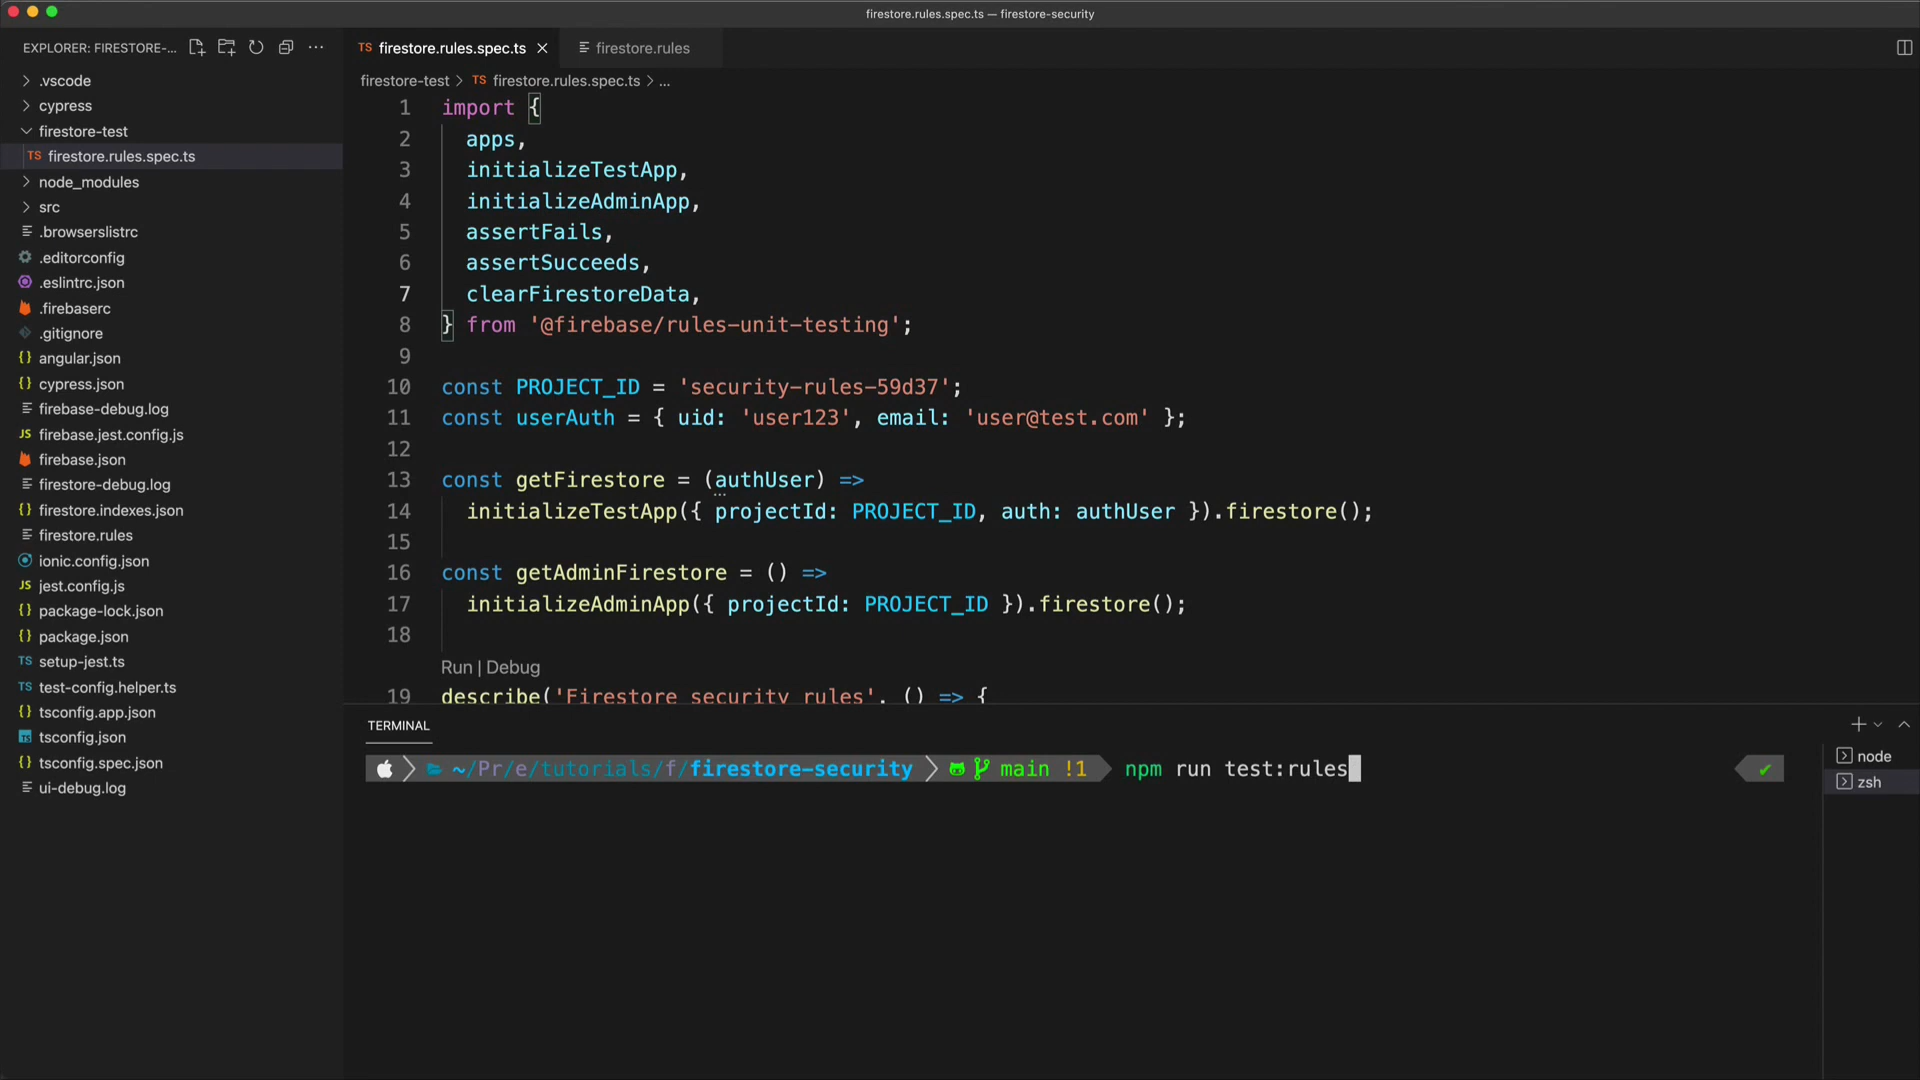 firestore.rules.spec.ts — firestore-security
EXPLORER: FIRESTORE-...
.vscode
cypress
firestore-test
TS firestore.rules.spec.ts
node_modules
src
.browserslistrc
.editorconfig
.eslintrc.json
.firebaserc
.gitignore
{} angular.json
{} cypress.json
firebase-debug.log
JS firebase.jest.config.js
firebase.json
firestore-debug.log
{} firestore.indexes.json
firestore.rules
ionic.config.json
JS jest.config.js
{} package-lock.json
{} package.json
TS setup-jest.ts
TS test-config.helper.ts
{} tsconfig.app.json
TS tsconfig.json
{} tsconfig.spec.json
ui-debug.log
TS firestore.rules.spec.ts
firestore.rules
firestore-test > TS firestore.rules.spec.ts > ...
1 import {
2 apps,
3 initializeTestApp,
4 initializeAdminApp,
5 assertFails,
6 assertSucceeds,
7 clearFirestoreData,
8 } from '@firebase/rules-unit-testing';
9
10 const PROJECT_ID = 'security-rules-59d37';
11 const userAuth = { uid: 'user123', email: 'user@test.com' };
12
13 const getFirestore = (authUser) =>
14 initializeTestApp({ projectId: PROJECT_ID, auth: authUser }).firestore();
15
16 const getAdminFirestore = () =>
17 initializeAdminApp({ projectId: PROJECT_ID }).firestore();
18
Run | Debug
19 describe('Firestore security rules', () => {
TERMINAL
~/Pr/e/tutorials/f/firestore-security main !1 npm run test:rules
node
zsh